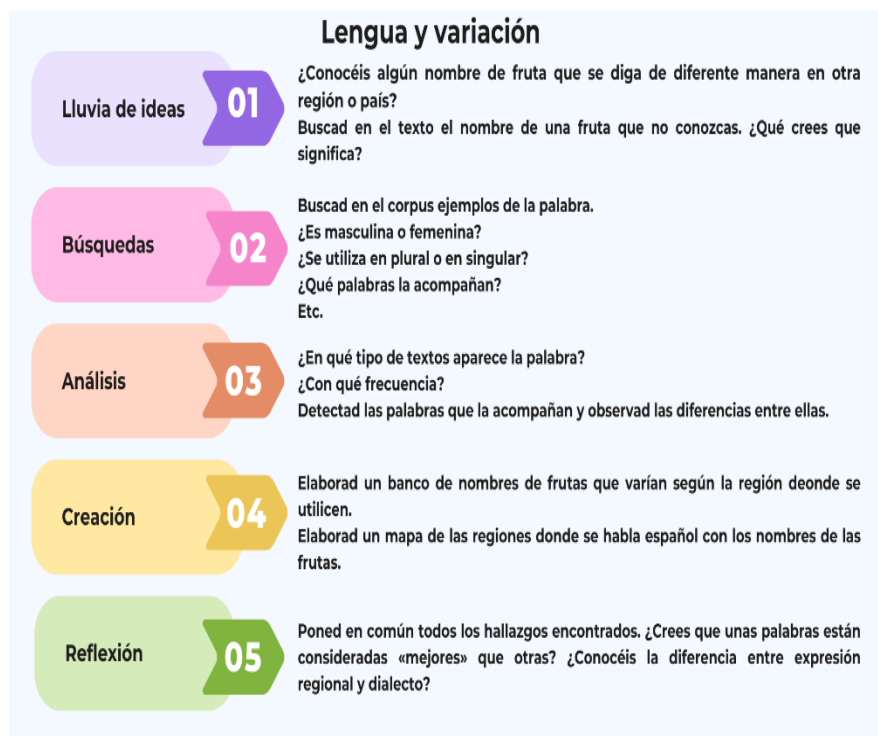 Lengua y variación
Lluvia de ideas
01
¿Conocéis algún nombre de fruta que se diga de diferente manera en otra
región o país?
Buscad en el texto el nombre de una fruta que no conozcas. ¿Qué crees que
significa?
Búsquedas
02
Buscad en el corpus ejemplos de la palabra.
¿Es masculina o femenina?
¿Se utiliza en plural o en singular?
¿Qué palabras la acompañan?
Etc.
Análisis
03
¿En qué tipo de textos aparece la palabra?
¿Con qué frecuencia?
Detectad las palabras que la acompañan y observad las diferencias entre ellas.
Creación
04
Elaborad un banco de nombres de frutas que varían según la región deonde se
utilicen.
Elaborad un mapa de las regiones donde se habla español con los nombres de las
frutas.
Reflexión
05
Poned en común todos los hallazgos encontrados. ¿Crees que unas palabras están
consideradas «mejores» que otras? ¿Conocéis la diferencia entre expresión
regional y dialecto?